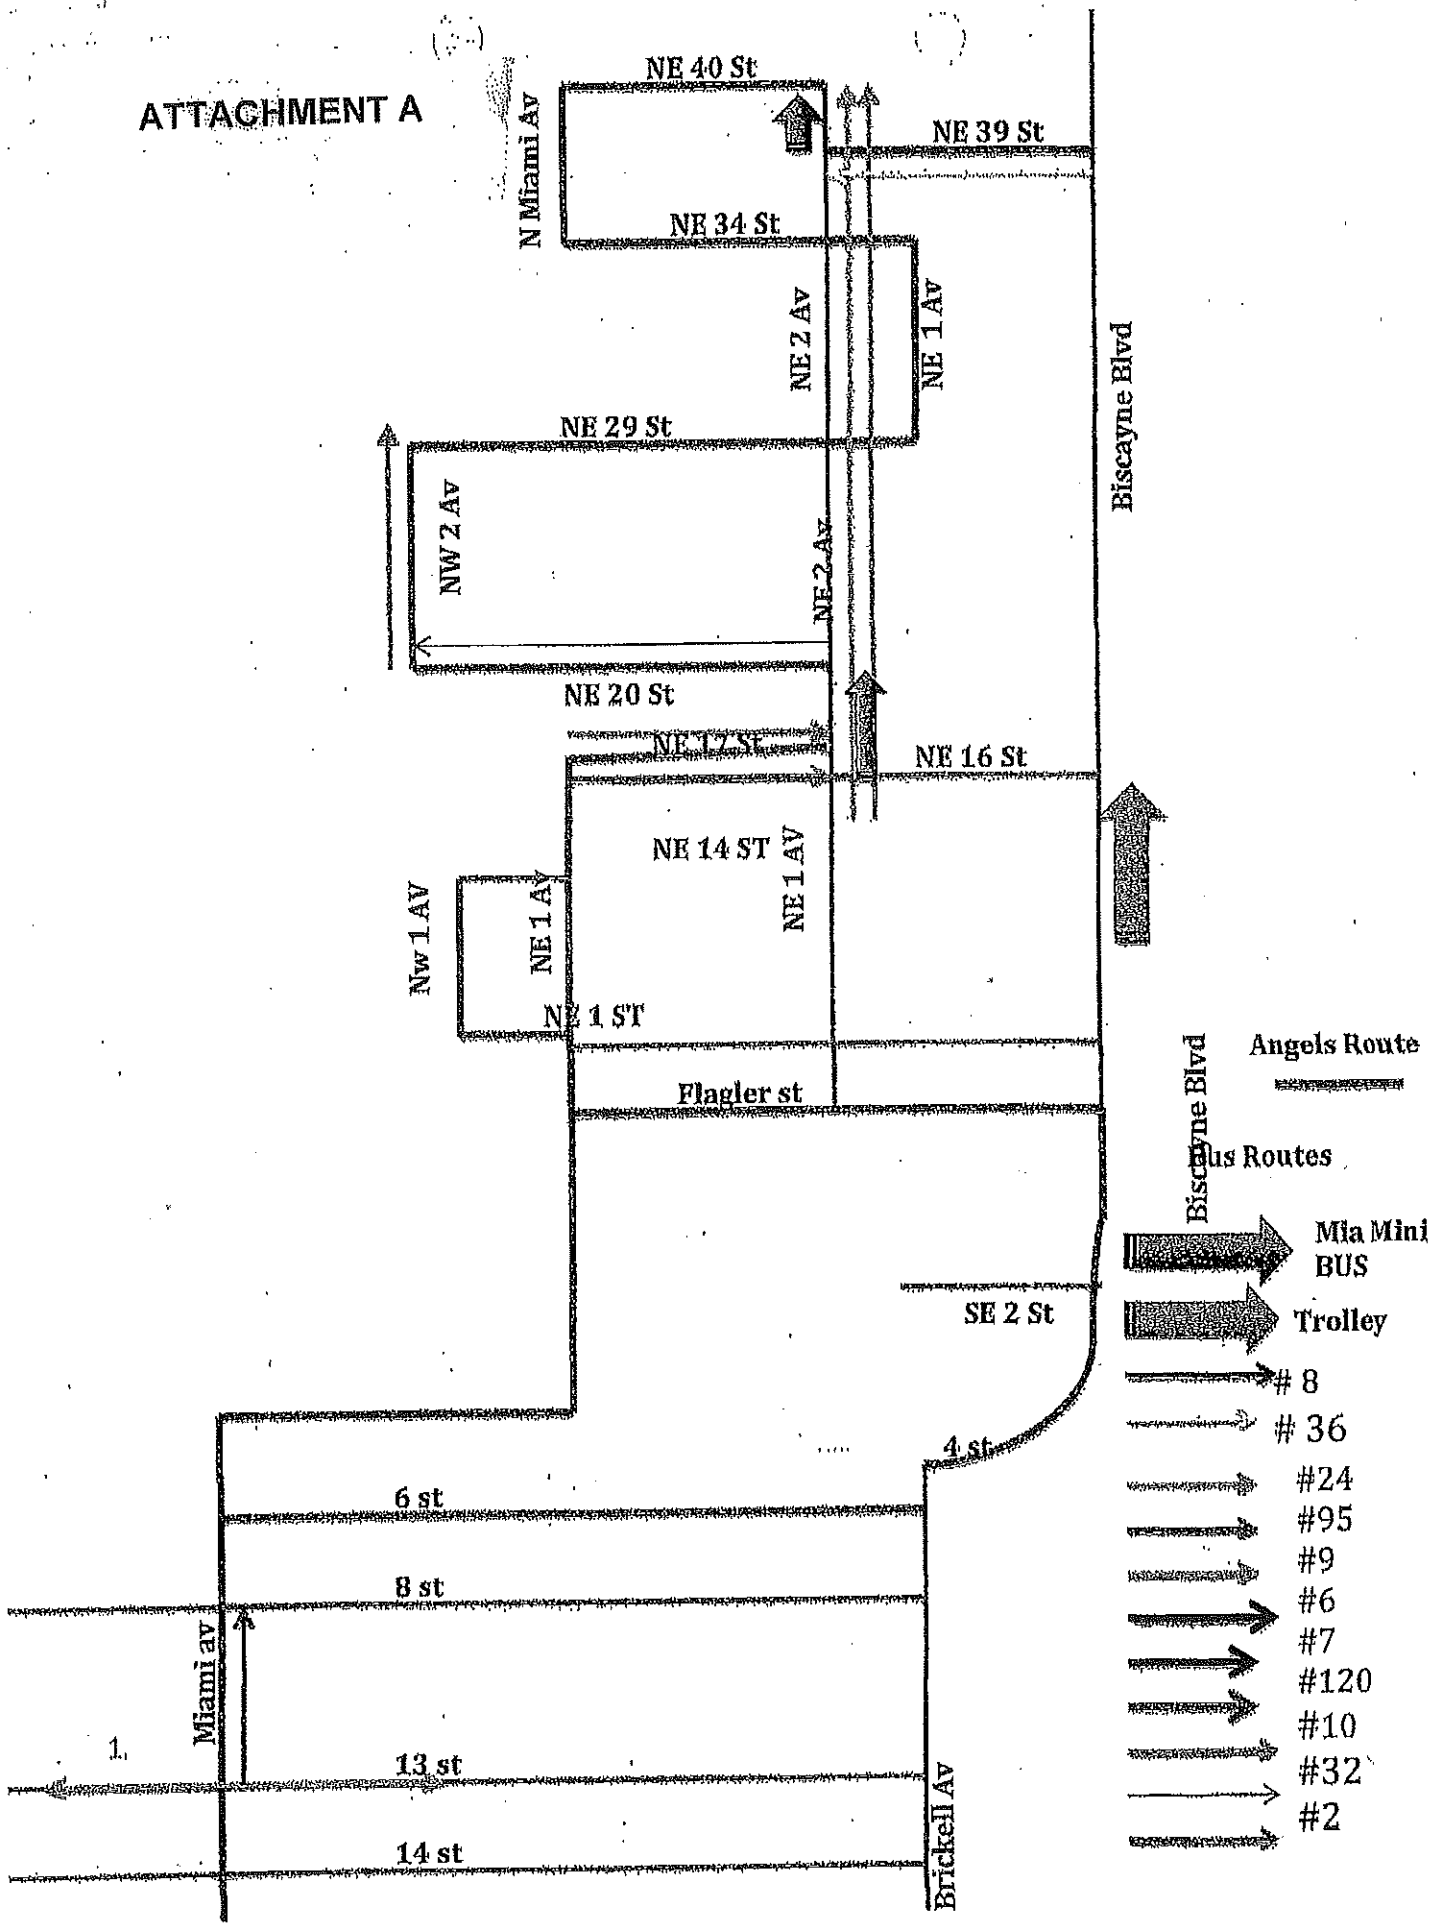 ATTACHMENT A
NE 40 St
N Miami Av
NE 39 St
NE 34 St
NE 2 Av
NE 1 Av
Biscayne Blvd
NE 29 St
NW 2 Av
NE 2 Av
NE 20 St
NE 17 St
NE 16 St
NE 14 ST
NE 1 AV
Nw 1 AV
NE 1 Av
NE 1 ST
Flagler st
Biscayne Blvd
Angels Route
Bus Routes
Mia Mini
BUS
SE 2 St
Trolley
# 8
# 36
4 st
#24
6 st
#95
#9
8 st
#6
#7
Miami av
#120
#10
1,
13 st
#32
#2
14 st
Brickell Av